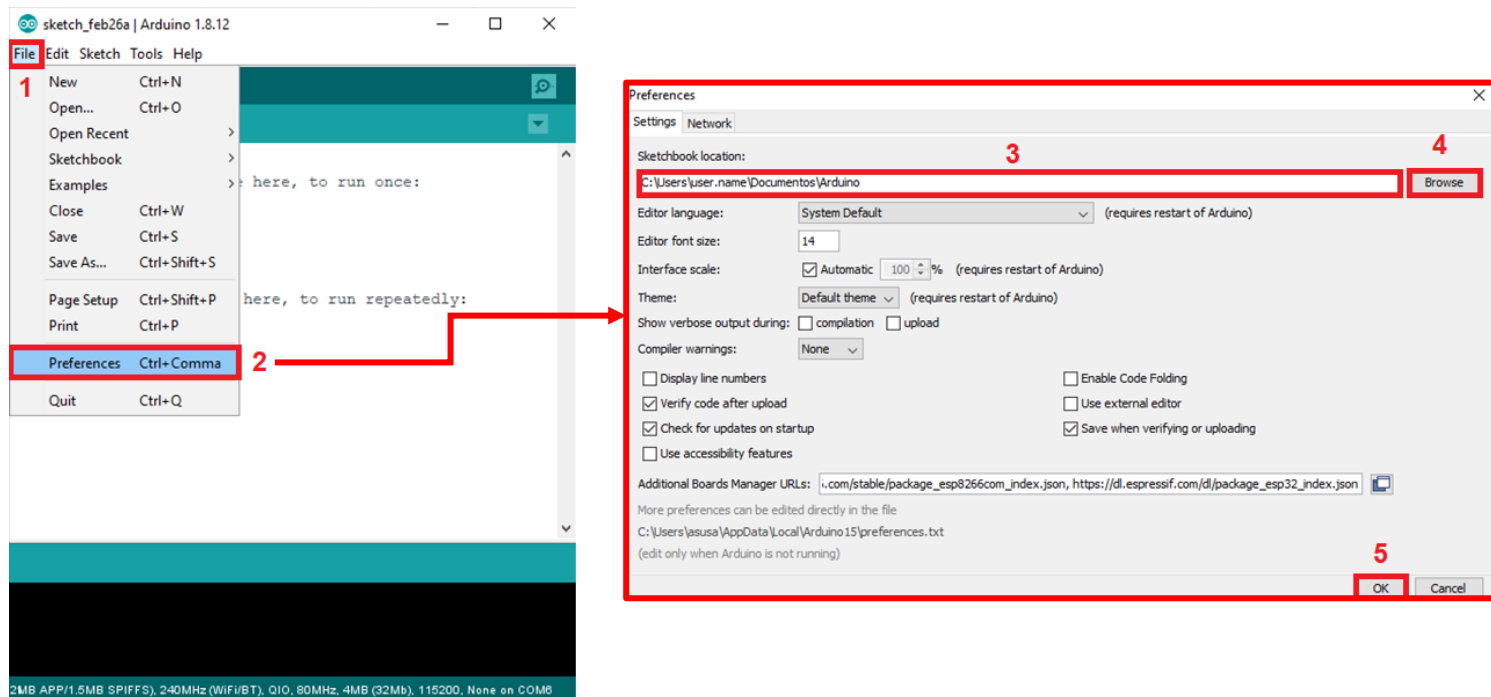 sketch_feb26a | Arduino 1.8.12
File Edit Sketch Tools Help
1
New Ctrl+N
Open... Ctrl+O
Open Recent
Sketchbook
Examples
Close Ctrl+W
Save Ctrl+S
Save As... Ctrl+Shift+S
Page Setup Ctrl+Shift+P
Print Ctrl+P
Preferences Ctrl+Comma
2
Quit Ctrl+Q
here, to run once:
here, to run repeatedly:
2MB APP/1.5MB SPIFFS), 240MHz (WiFi/BT), QIO, 80MHz, 4MB (32Mb), 115200, None on COM6
Preferences
Settings Network
Sketchbook location:
3
4
C:\Users\user.name\Documentos\Arduino Browse
Editor language: System Default (requires restart of Arduino)
Editor font size: 14
Interface scale: Automatic 100 % (requires restart of Arduino)
Theme: Default theme (requires restart of Arduino)
Show verbose output during: compilation upload
Compiler warnings: None
Display line numbers Enable Code Folding
Verify code after upload Use external editor
Check for updates on startup Save when verifying or uploading
Use accessibility features
Additional Boards Manager URLs: .com/stable/package_esp8266com_index.json, https://dl.espressif.com/dl/package_esp32_index.json
More preferences can be edited directly in the file
C:\Users\asusa\AppData\Local\Arduino15\preferences.txt
(edit only when Arduino is not running)
5
OK Cancel